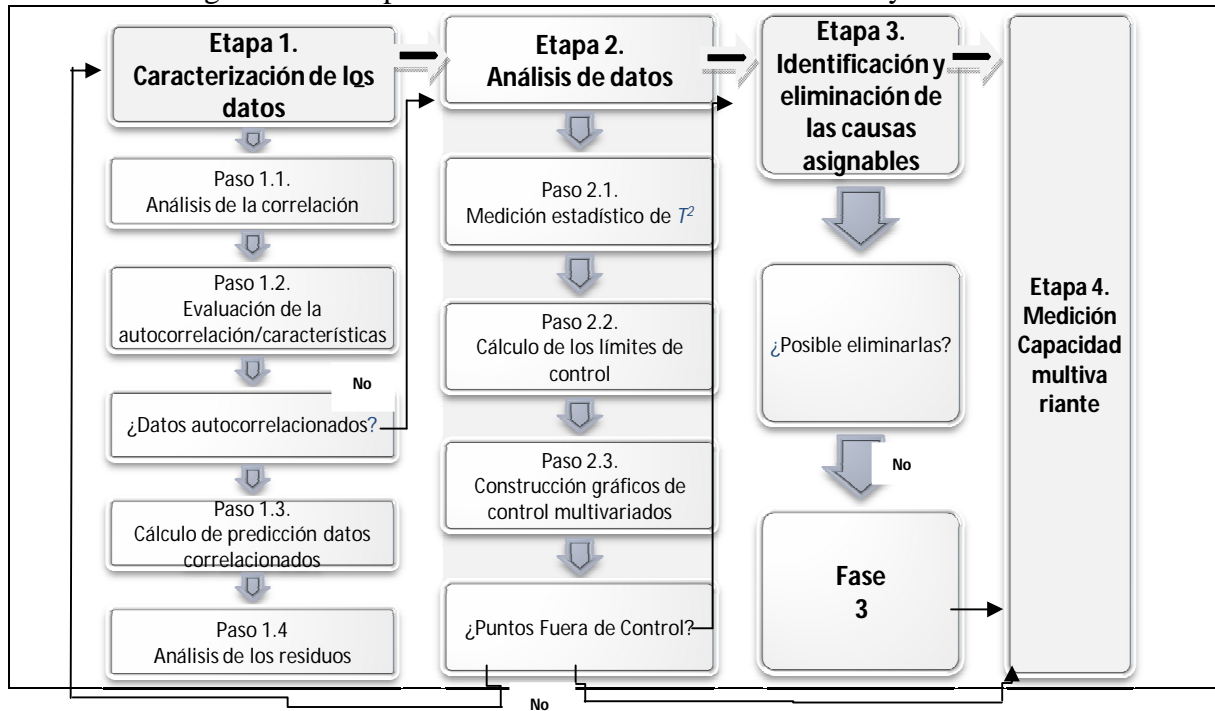 Etapa 1.
Caracterización de los
datos
Paso 1.1.
Análisis de la correlación
Paso 1.2.
Evaluación de la
autocorrelación/características
No
¿Datos autocorrelacionados?
Paso 1.3.
Cálculo de predicción datos
correlacionados
Paso 1.4
Análisis de los residuos
Etapa 2.
Análisis de datos
Paso 2.1.
Medición estadístico de T²
Paso 2.2.
Cálculo de los límites de
control
Paso 2.3.
Construcción gráficos de
control multivariados
¿Puntos Fuera de Control?
No
Etapa 3.
Identificación y
eliminación de
las causas
asignables
¿Posible eliminarlas?
No
Fase
3
Etapa 4.
Medición
Capacidad
multiva
riante